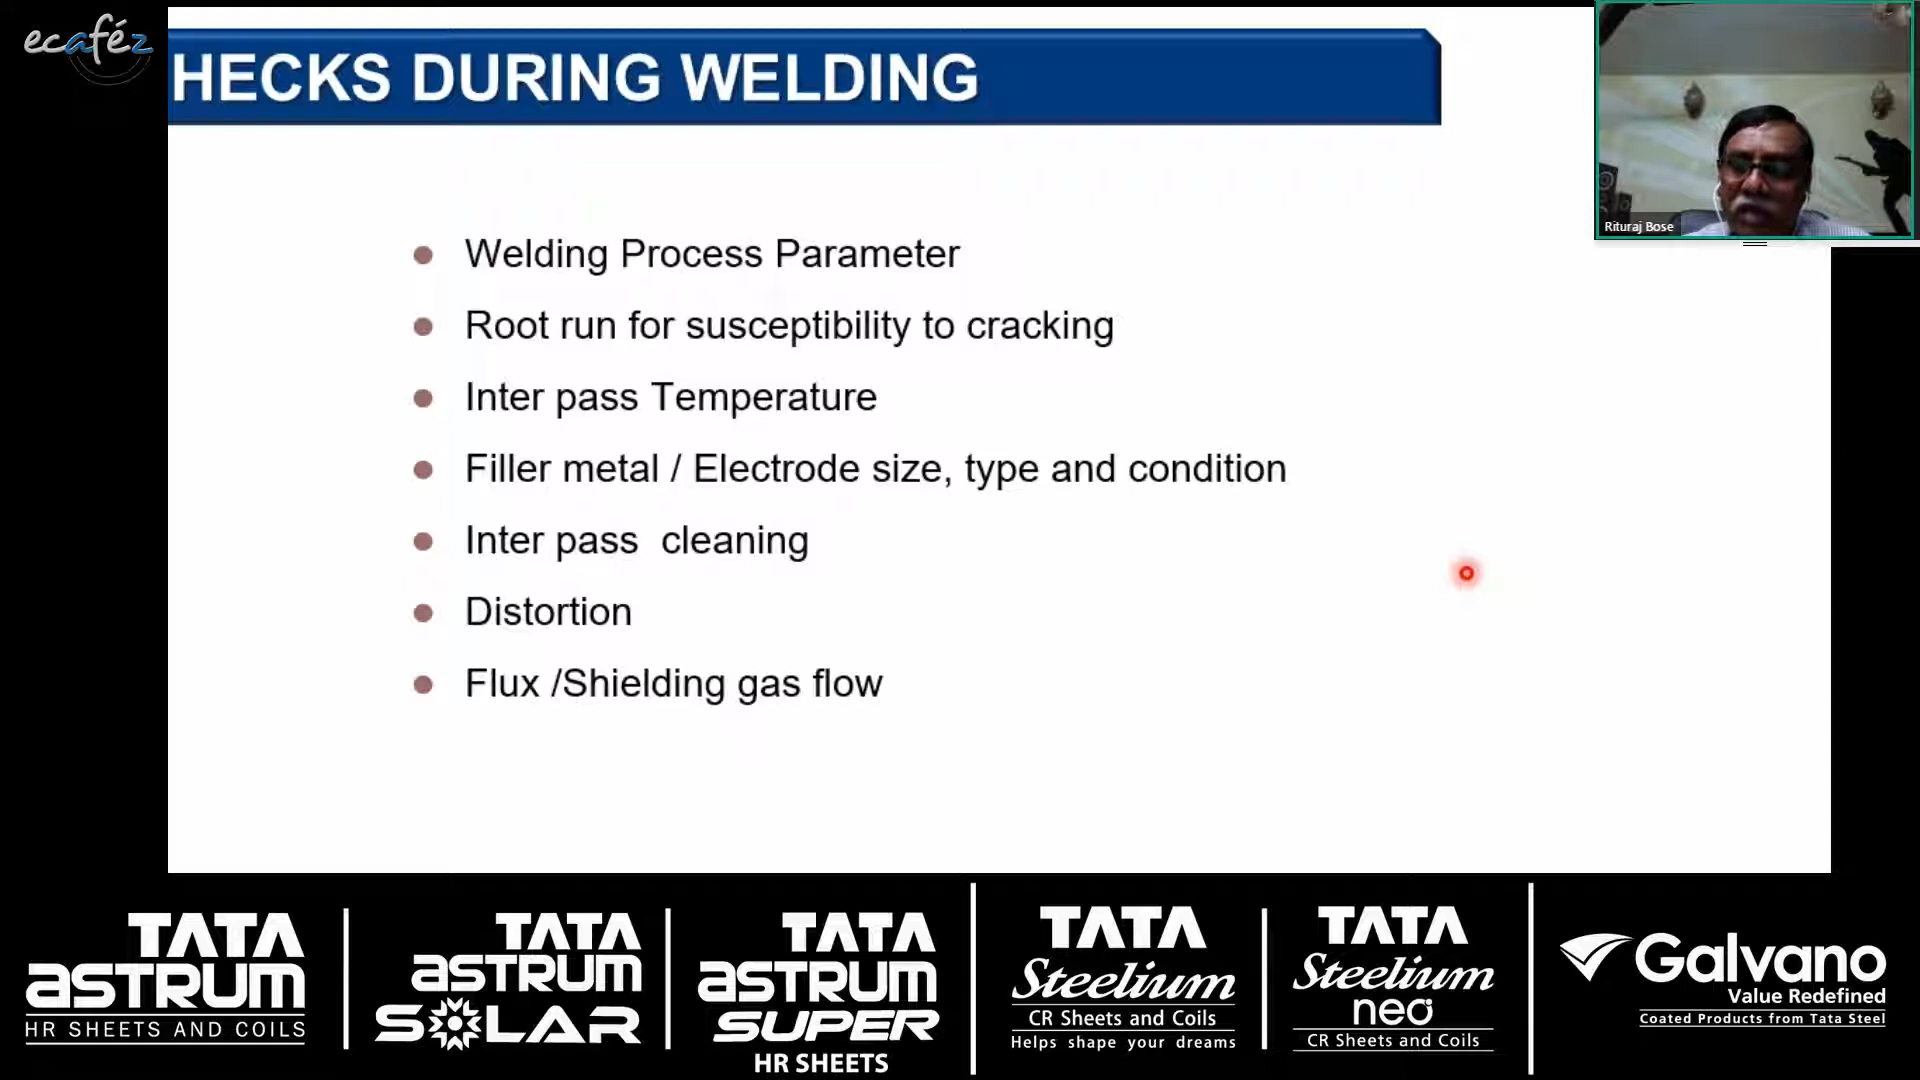 ecaféz
HECKS DURING WELDING
Rituraj Bose
Welding Process Parameter
Root run for susceptibility to cracking
Inter pass Temperature
Filler metal / Electrode size, type and condition
Inter pass cleaning
Distortion
Flux /Shielding gas flow
TATA
ASTRUM
HR SHEETS AND COILS
TATA
ASTRUM
SOLAR
TATA
ASTRUM
SUPER
HR SHEETS
TATA
Steelium
CR Sheets and Coils
Helps shape your dreams
TATA
Steelium
neo
CR Sheets and Coils
Galvano
Value Redefined
Coated Products from Tata Steel